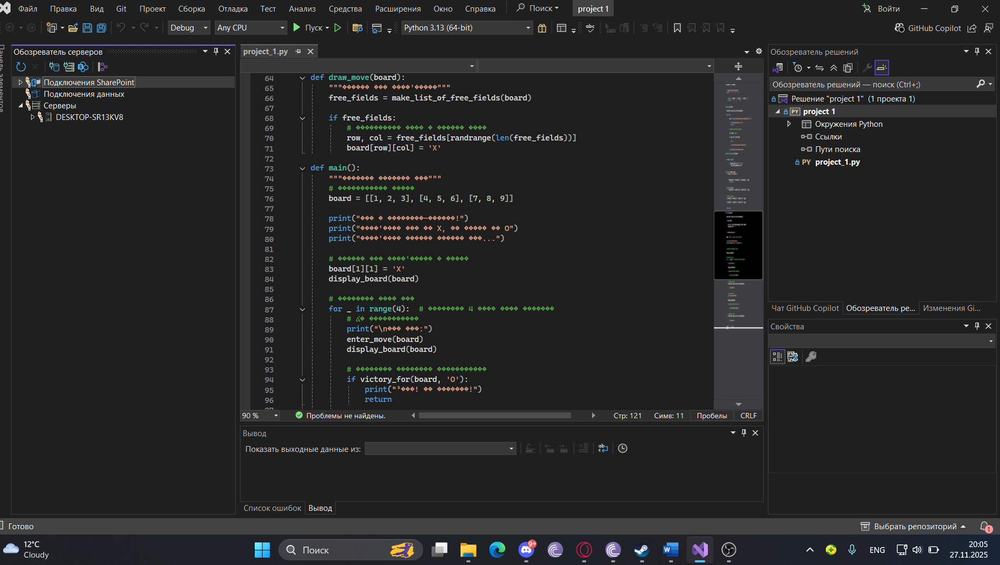 Файл Правка Вид Git Проект Сборка Отладка Тест Анализ Средства Расширения Окно Справка Поиск project 1 Войти
Debug Any CPU Пуск Python 3.13 (64-bit) GitHub Copilot
Панель элементов
Обозреватель серверов
Подключения SharePoint
Подключения данных
Серверы
DESKTOP-SR13KV8
project_1.py
64 def draw_move(board):
65 """������ ��� ����'�����"""
66 free_fields = make_list_of_free_fields(board)
67
68 if free_fields:
69 # ���������� ���� � ������ ����
70 row, col = free_fields[randrange(len(free_fields))]
71 board[row][col] = 'X'
72
73 def main():
74 """������� ������� ���"""
75 # ����������� �����
76 board = [[1, 2, 3], [4, 5, 6], [7, 8, 9]]
77
78 print("��� � ��������–������!")
79 print("����'���� ��� �� X, �� ����� �� O")
80 print("����'���� ������ ������ ���...")
81
82 # ������ ��� ����'����� � �����
83 board[1][1] = 'X'
84 display_board(board)
85
86 # �������� ���� ���
87 for _ in range(4): # �������� 4 ���� ���� �������
88 # �����������
89 print("\n��� ���:")
90 enter_move(board)
91 display_board(board)
92
93 # �������� �������� �����������
94 if victory_for(board, 'O'):
95 print("³���! �� �������!")
96 return
97
90 % Проблемы не найдены. Стр: 121 Симв: 11 Пробелы CRLF
Вывод
Показать выходные данные из:
Список ошибок Вывод
Обозреватель решений
Обозреватель решений — поиск (Ctrl+;)
Решение "project 1" (1 проекта 1)
project 1
Окружения Python
Ссылки
Пути поиска
PY project_1.py
Чат GitHub Copilot Обозреватель ре... Изменения Gi...
Свойства
Готово Выбрать репозиторий 1
12°C
Cloudy
Поиск
9+
ENG
20:05
27.11.2025